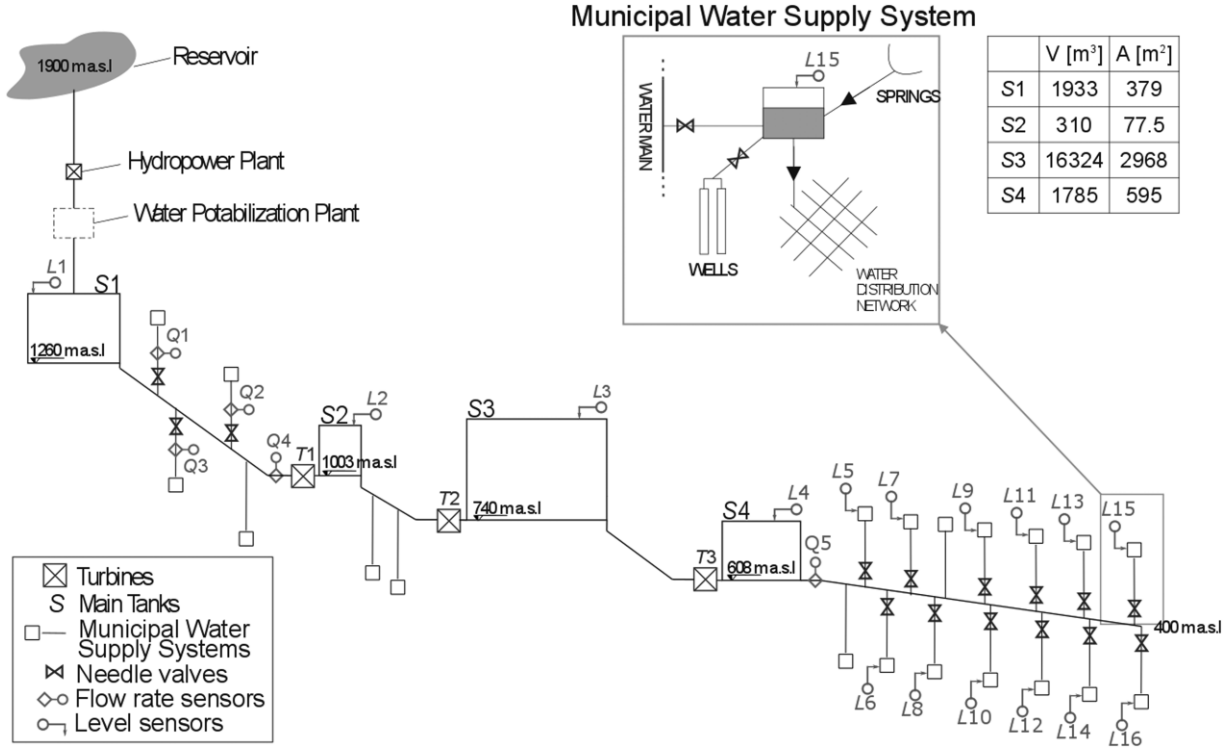 Municipal Water Supply System
1900 m a.s.l
Reservoir
Hydropower Plant
Water Potabilization Plant
L15
WATER MAIN
SPRINGS
WELLS
WATER
DISTRIBUTION
NETWORK
V [m³] A [m²]
S1 1933 379
S2 310 77.5
S3 16324 2968
S4 1785 595
L1
S1
1260 m a.s.l
Q1
Q2
Q3
Q4
T1
S2
L2
1003 m a.s.l
T2
S3
L3
740 m a.s.l
T3
S4
L4
608 m a.s.l
Q5
L5
L7
L9
L11
L13
L15
400 m a.s.l
L6
L8
L10
L12
L14
L16
Turbines
S Main Tanks
Municipal Water
Supply Systems
Needle valves
Flow rate sensors
Level sensors